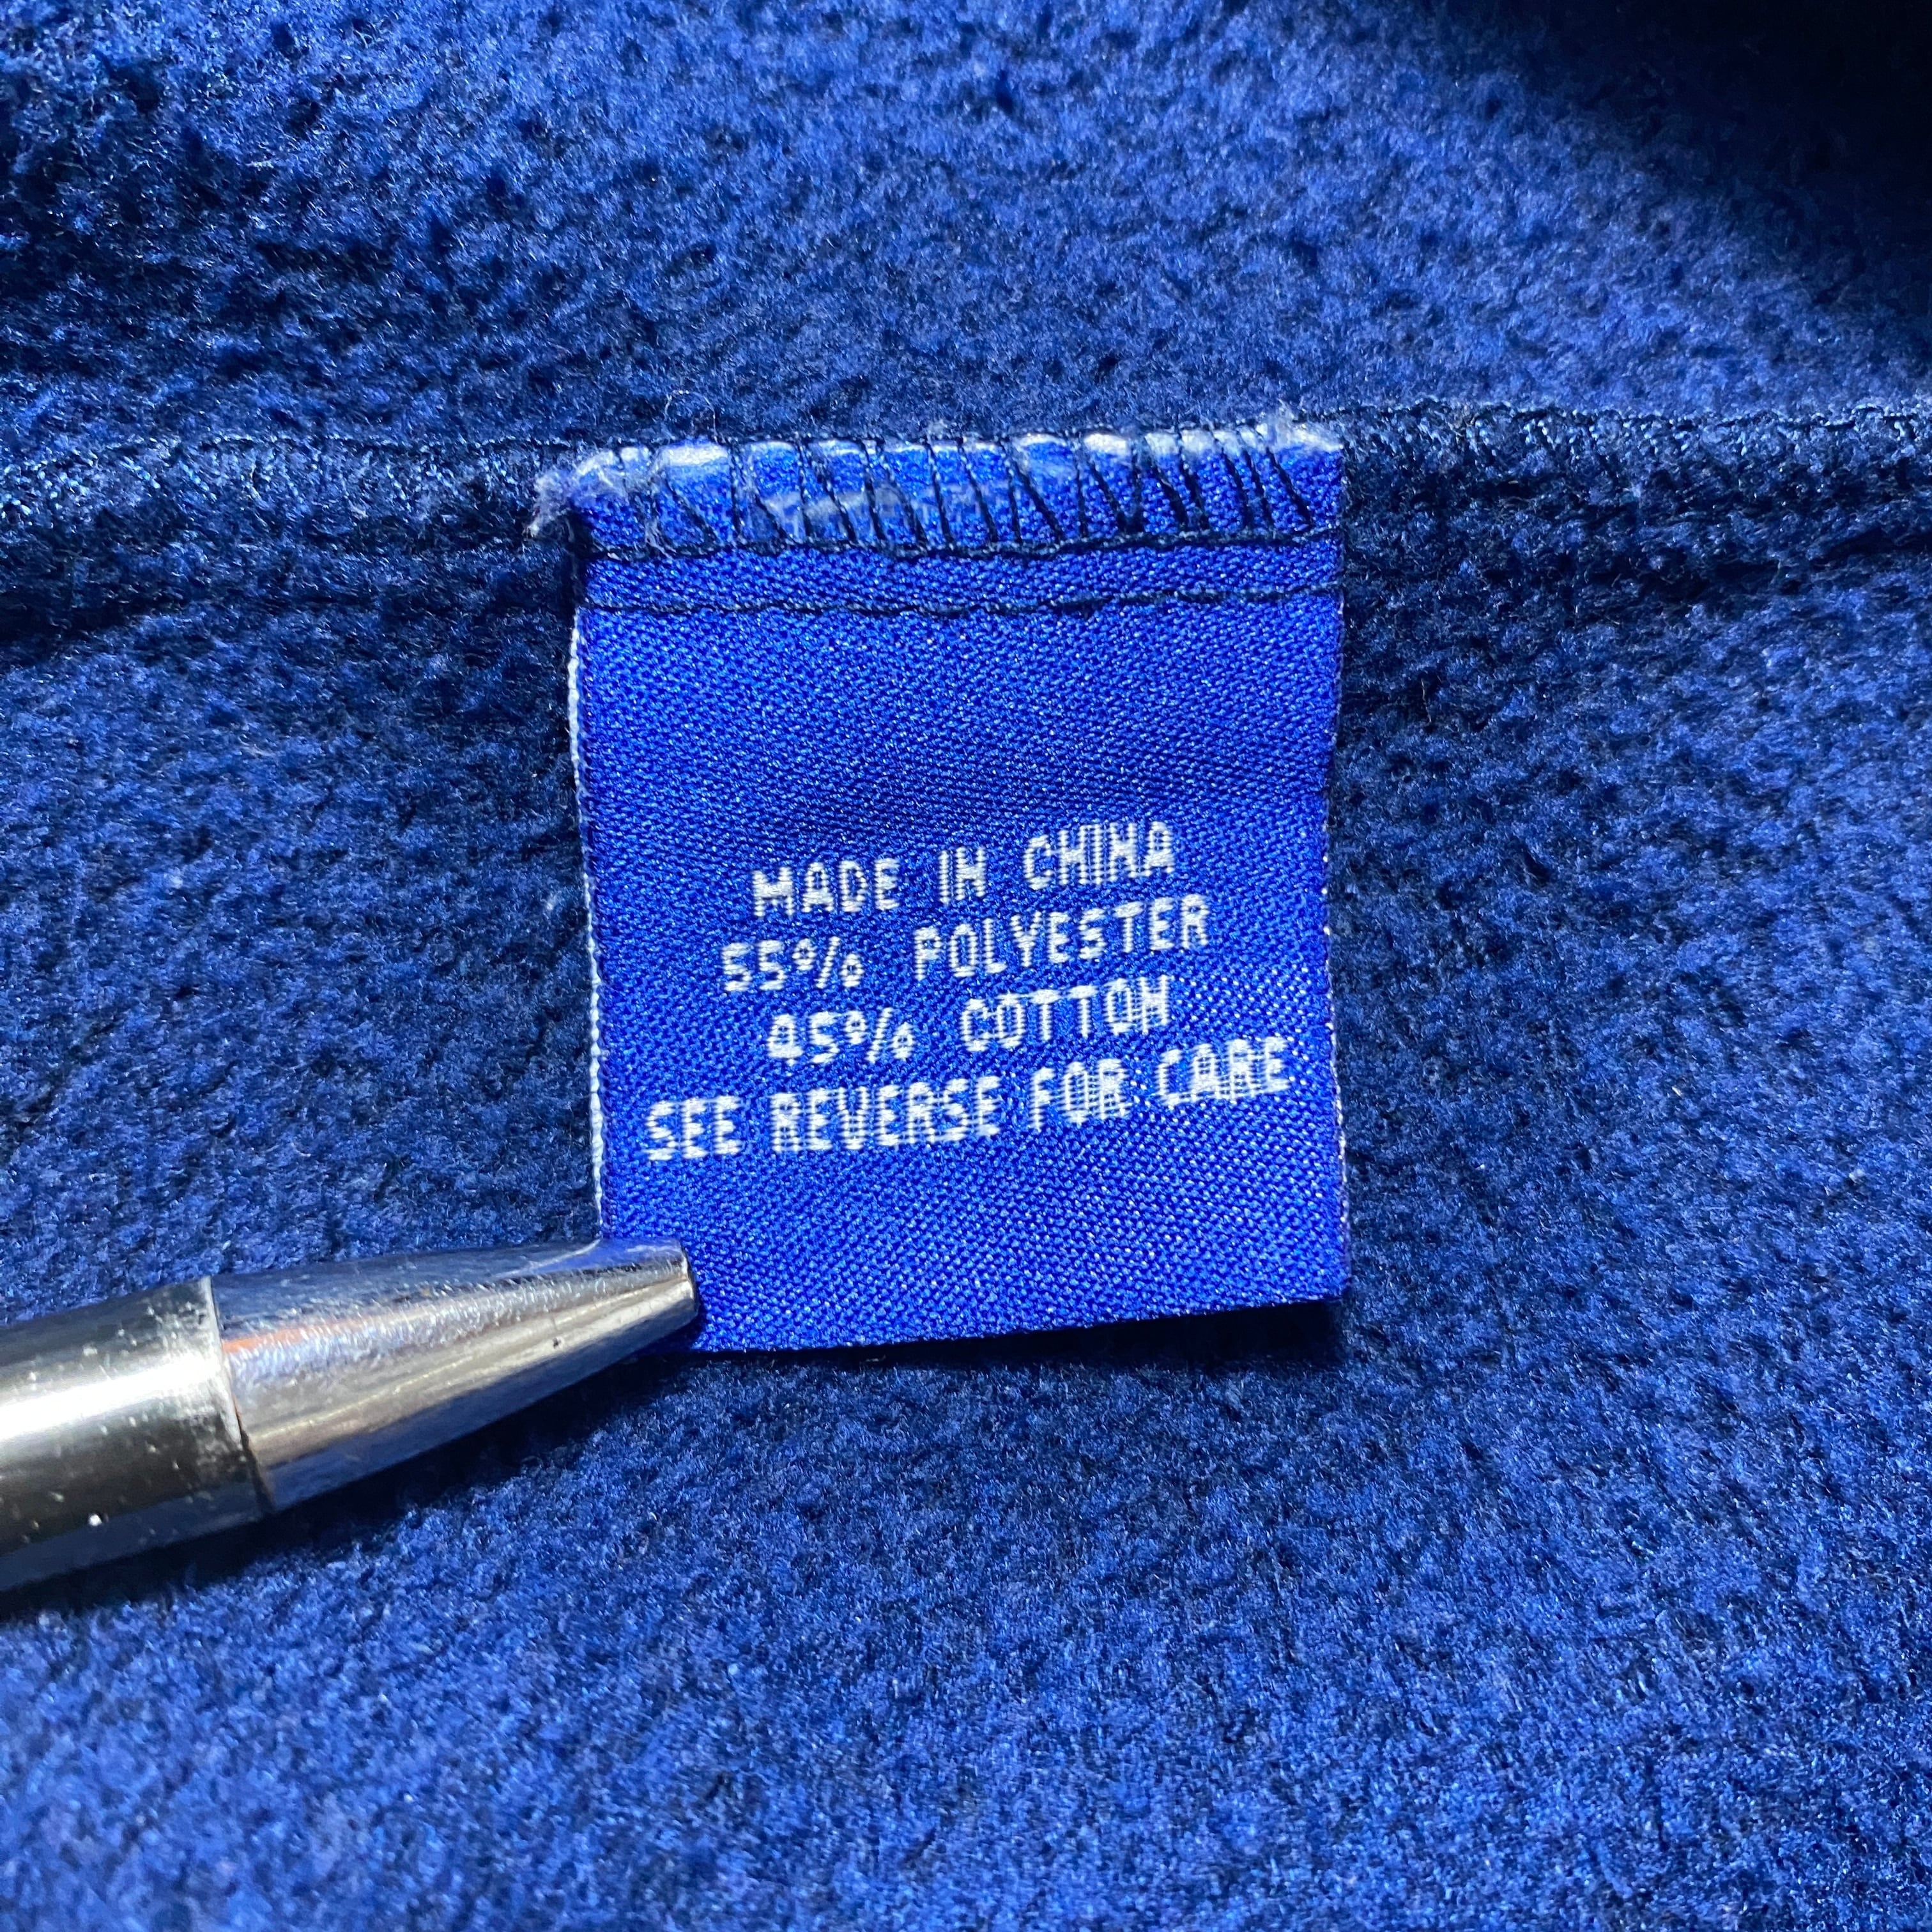 MADE IN CHINA
55% POLYESTER
45% COTTON
SEE REVERSE FOR CARE